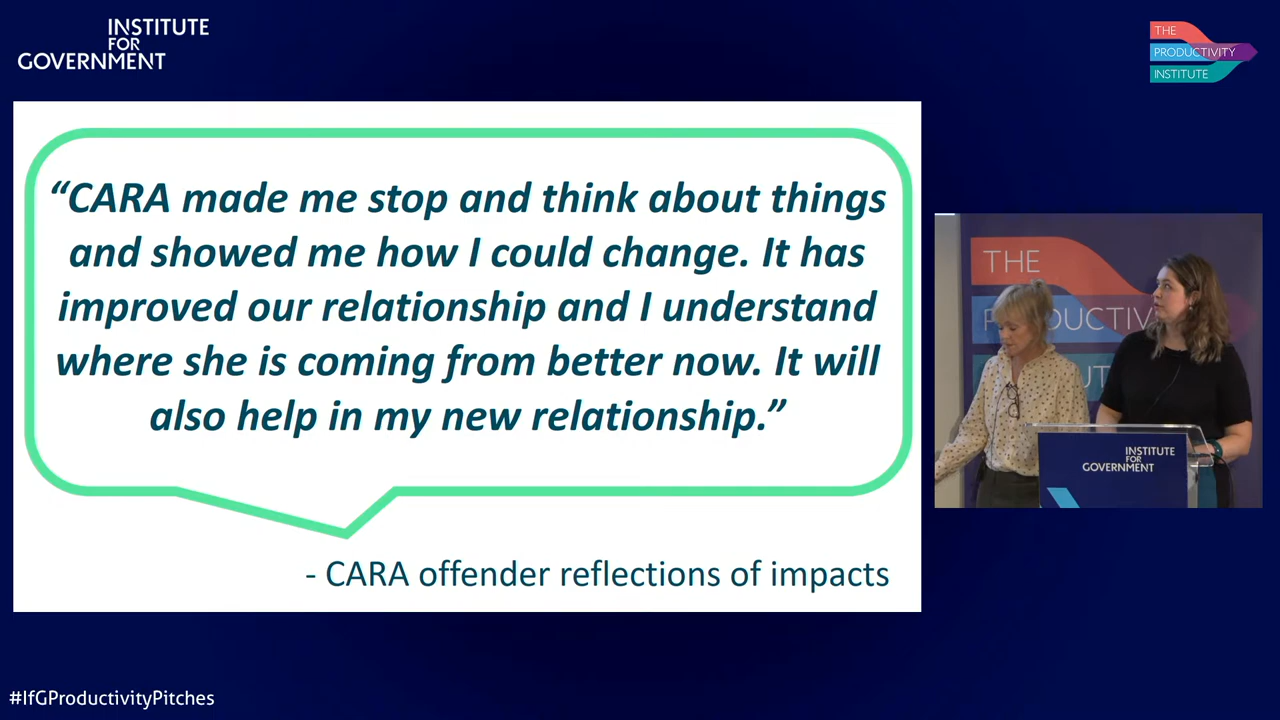 INSTITUTE
FOR
GOVERNMENT
THE
PRODUCTIVITY
INSTITUTE
“CARA made me stop and think about things
and showed me how I could change. It has
improved our relationship and I understand
where she is coming from better now. It will
also help in my new relationship.”
- CARA offender reflections of impacts
THE
INSTITUTE
FOR
GOVERNMENT
#IfGProductivityPitches